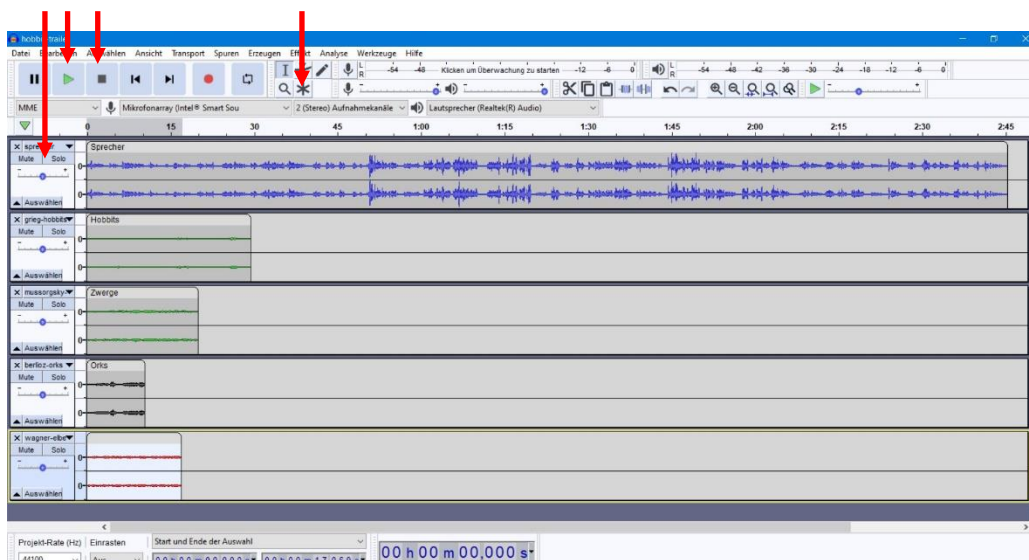 Datei Bearbeiten Auswählen Ansicht Transport Spuren Erzeugen Effekt Analyse Werkzeuge Hilfe
L R -54 -48 Klicken um Überwachung zu starten -12 -6 0 L R -54 -48 -42 -36 -30 -24 -18 -12 -6 0
MME Mikrofonarray (Intel® Smart Sou 2 (Stereo) Aufnahmekanäle Lautsprecher (Realtek(R) Audio)
0 15 30 45 1:00 1:15 1:30 1:45 2:00 2:15 2:30 2:45
Sprecher
Mute Solo
- +
Auswählen
grieg-hobbits Hobbits
Mute Solo
- +
Auswählen
mussorgsky- Zwerge
Mute Solo
- +
Auswählen
berlioz-orks Orks
Mute Solo
- +
Auswählen
wagner-elbe
Mute Solo
- +
Auswählen
Projekt-Rate (Hz) Einrasten Start und Ende der Auswahl
00 h 00 m 00,000 s